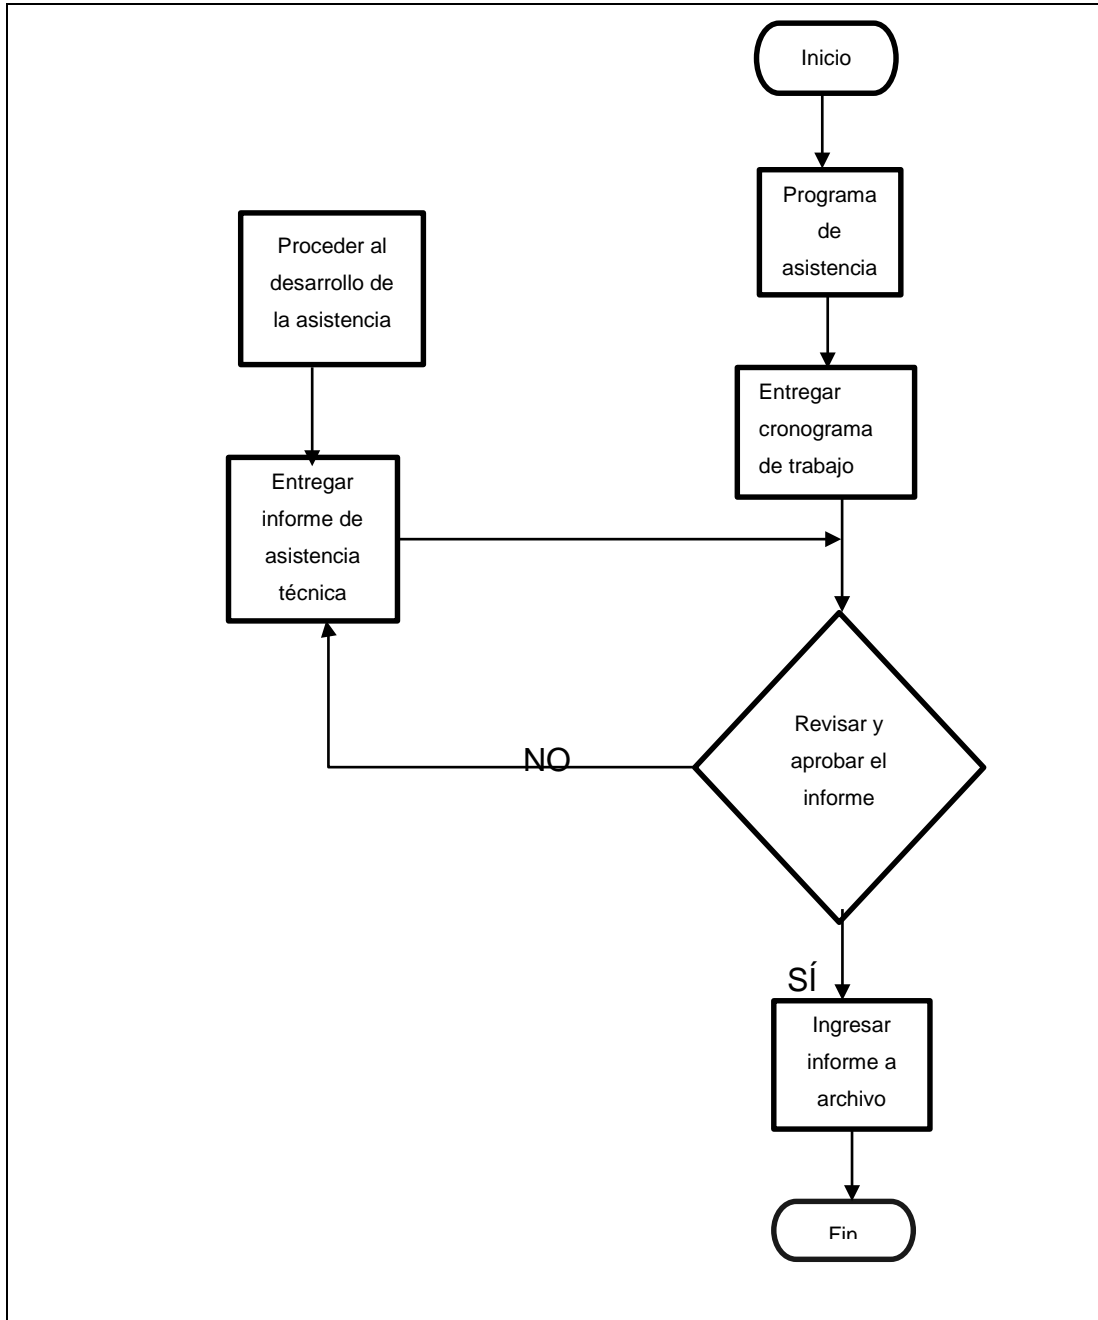 Inicio
Programa
de
asistencia
Proceder al
desarrollo de
la asistencia
Entregar
cronograma
de trabajo
Entregar
informe de
asistencia
técnica
Revisar y
aprobar el
informe
NO
SÍ
Ingresar
informe a
archivo
Fin